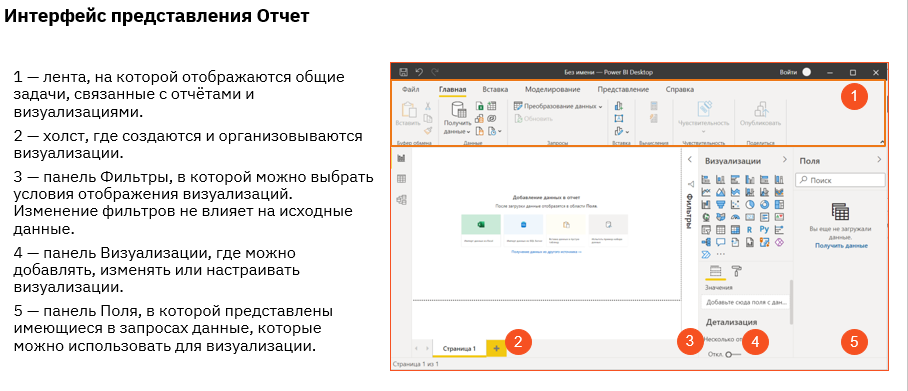 Интерфейс представления Отчет
1 — лента, на которой отображаются общие
задачи, связанные с отчётами и
визуализациями.
2 — холст, где создаются и организовываются
визуализации.
3 — панель Фильтры, в которой можно выбрать
условия отображения визуализаций.
Изменение фильтров не влияет на исходные
данные.
4 — панель Визуализации, где можно
добавлять, изменять или настраивать
визуализации.
5 — панель Поля, в которой представлены
имеющиеся в запросах данные, которые
можно использовать для визуализации.
Без имени — Power BI Desktop
Войти
Файл Главная Вставка Моделирование Представление Справка
1
Вставить
Получить
данные
Преобразование данных
Обновить
Чувствительность
Опубликовать
Буфер обмена Данные Запросы Вставка Вычисления Чувствительность Поделиться
Добавление данных в отчет
После загрузки данных отобразятся в области Поля.
Фильтры
Визуализации
R Py
Значения
Добавьте сюда поля с дан...
Детализация
Несколько от
Откл.
Поля
Поиск
Вы еще не загружали
данные.
Получить данные
Страница 1
2
3
4
5
Страница 1 из 1